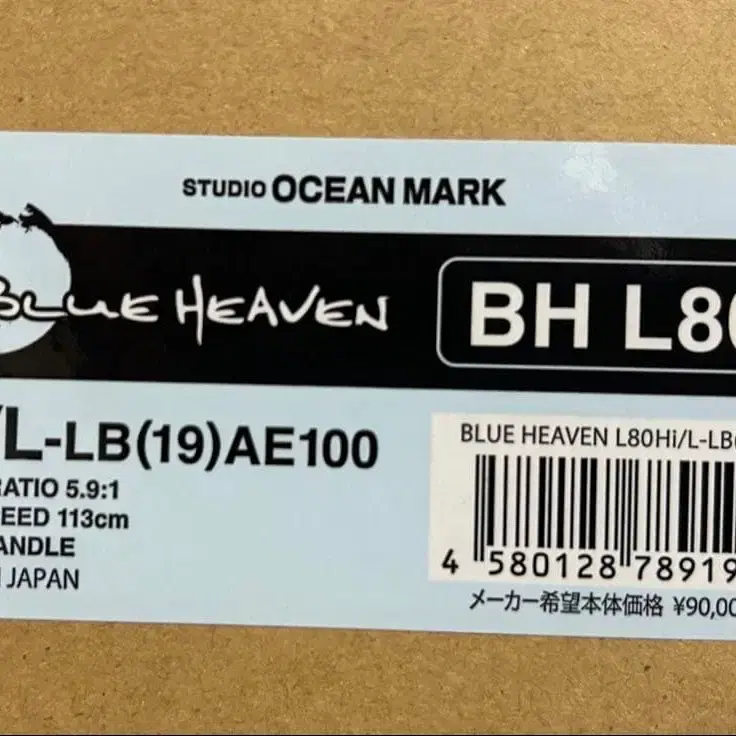 STUDIO OCEAN MARK
BLUE HEAVEN
BH L80
/L-LB(19)AE100
RATIO 5.9:1
EED 113cm
ANDLE
JAPAN
BLUE HEAVEN L80Hi/L-LB(
4 580128 78919
メーカー希望本体価格 ¥90,00